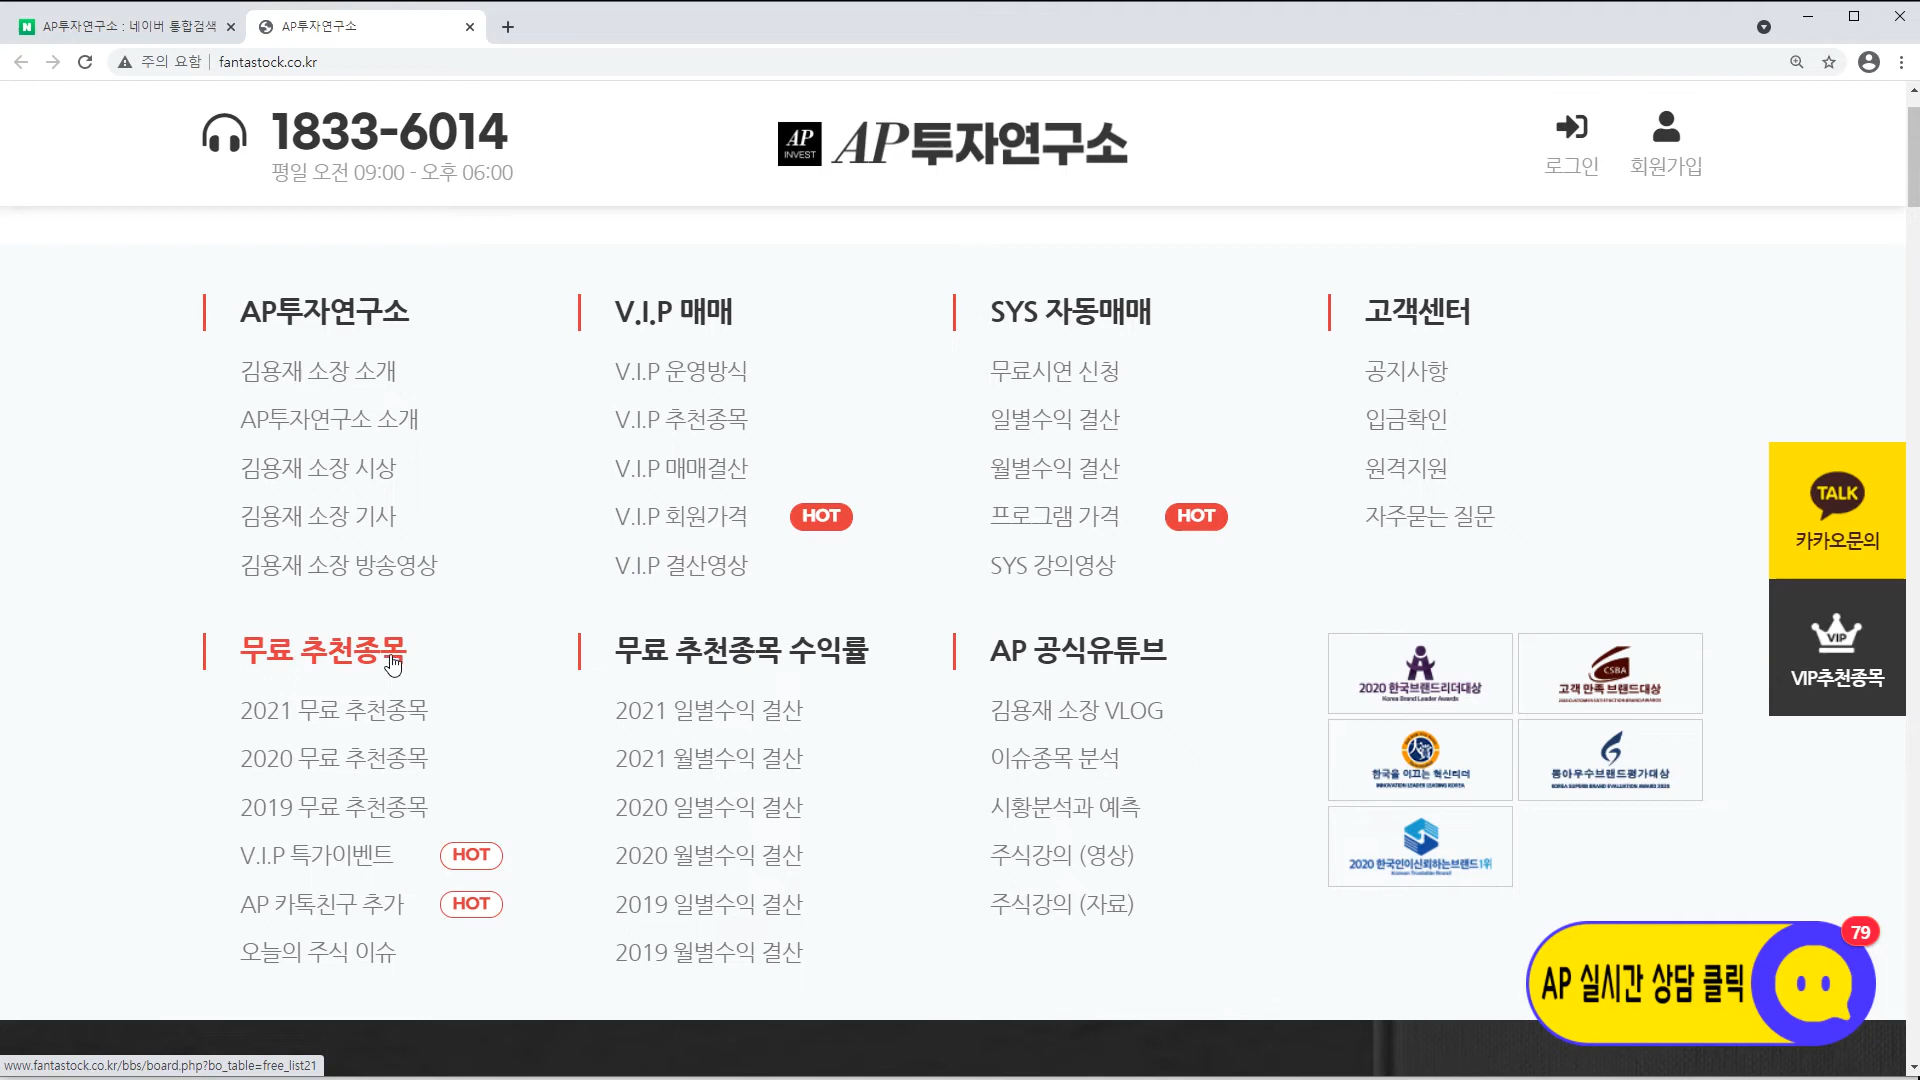 AP투자연구소 : 네이버 통합검색
AP투자연구소
주의 요함
fantastock.co.kr
1833-6014
평일 오전 09:00 - 오후 06:00
AP
INVEST
AP투자연구소
로그인
회원가입
AP투자연구소
김용재 소장 소개
AP투자연구소 소개
김용재 소장 시상
김용재 소장 기사
김용재 소장 방송영상
V.I.P 매매
V.I.P 운영방식
V.I.P 추천종목
V.I.P 매매결산
V.I.P 회원가격 HOT
V.I.P 결산영상
SYS 자동매매
무료시연 신청
일별수익 결산
월별수익 결산
프로그램 가격 HOT
SYS 강의영상
고객센터
공지사항
입금확인
원격지원
자주묻는 질문
TALK
카카오문의
VIP
VIP추천종목
무료 추천종목
2021 무료 추천종목
2020 무료 추천종목
2019 무료 추천종목
V.I.P 특가이벤트 HOT
AP 카톡친구 추가 HOT
오늘의 주식 이슈
무료 추천종목 수익률
2021 일별수익 결산
2021 월별수익 결산
2020 일별수익 결산
2020 월별수익 결산
2019 일별수익 결산
2019 월별수익 결산
AP 공식유튜브
김용재 소장 VLOG
이슈종목 분석
시황분석과 예측
주식강의 (영상)
주식강의 (자료)
2020 한국브랜드리더대상
Korea Brand Leader Awards
CSBA
고객 만족 브랜드대상
한국을 이끄는 혁신리더
INNOVATION LEADER LEADING KOREA
동아우수브랜드평가대상
KOREA SUPERB BRAND EVALUATION AWARD 2020
2020 한국인이신뢰하는브랜드1위
Korean Trustable Brand
79
AP 실시간 상담 클릭
www.fantastock.co.kr/bbs/board.php?bo_table=free_list21